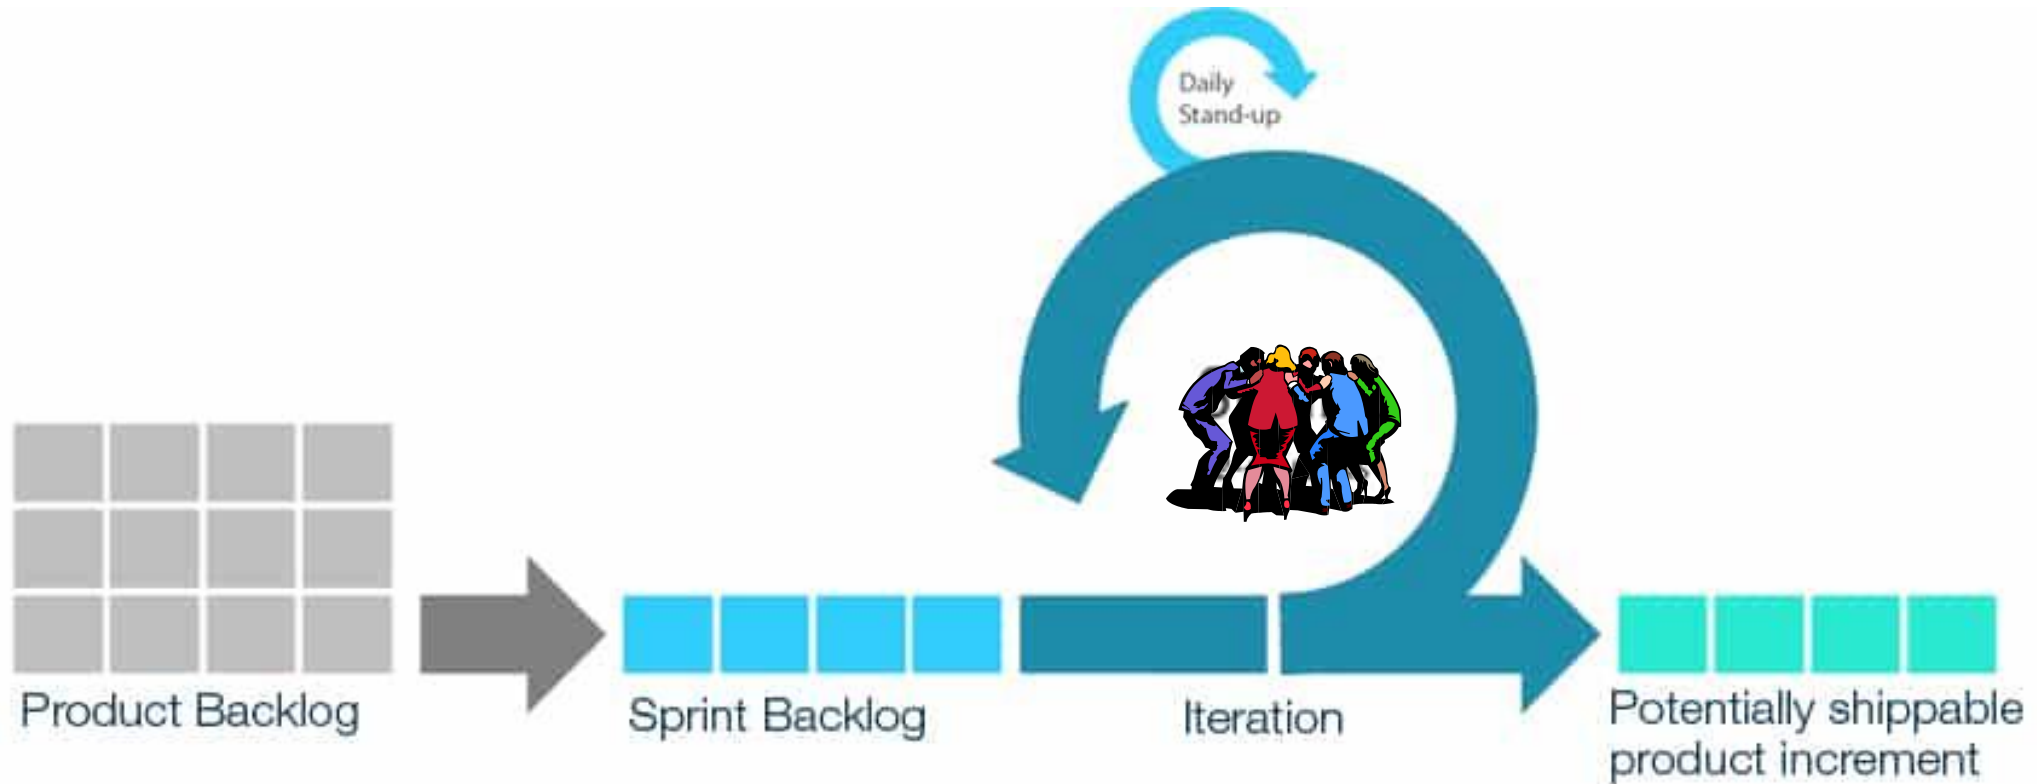 Daily
Stand-up
Product Backlog
Sprint Backlog
Iteration
Potentially shippable
product increment